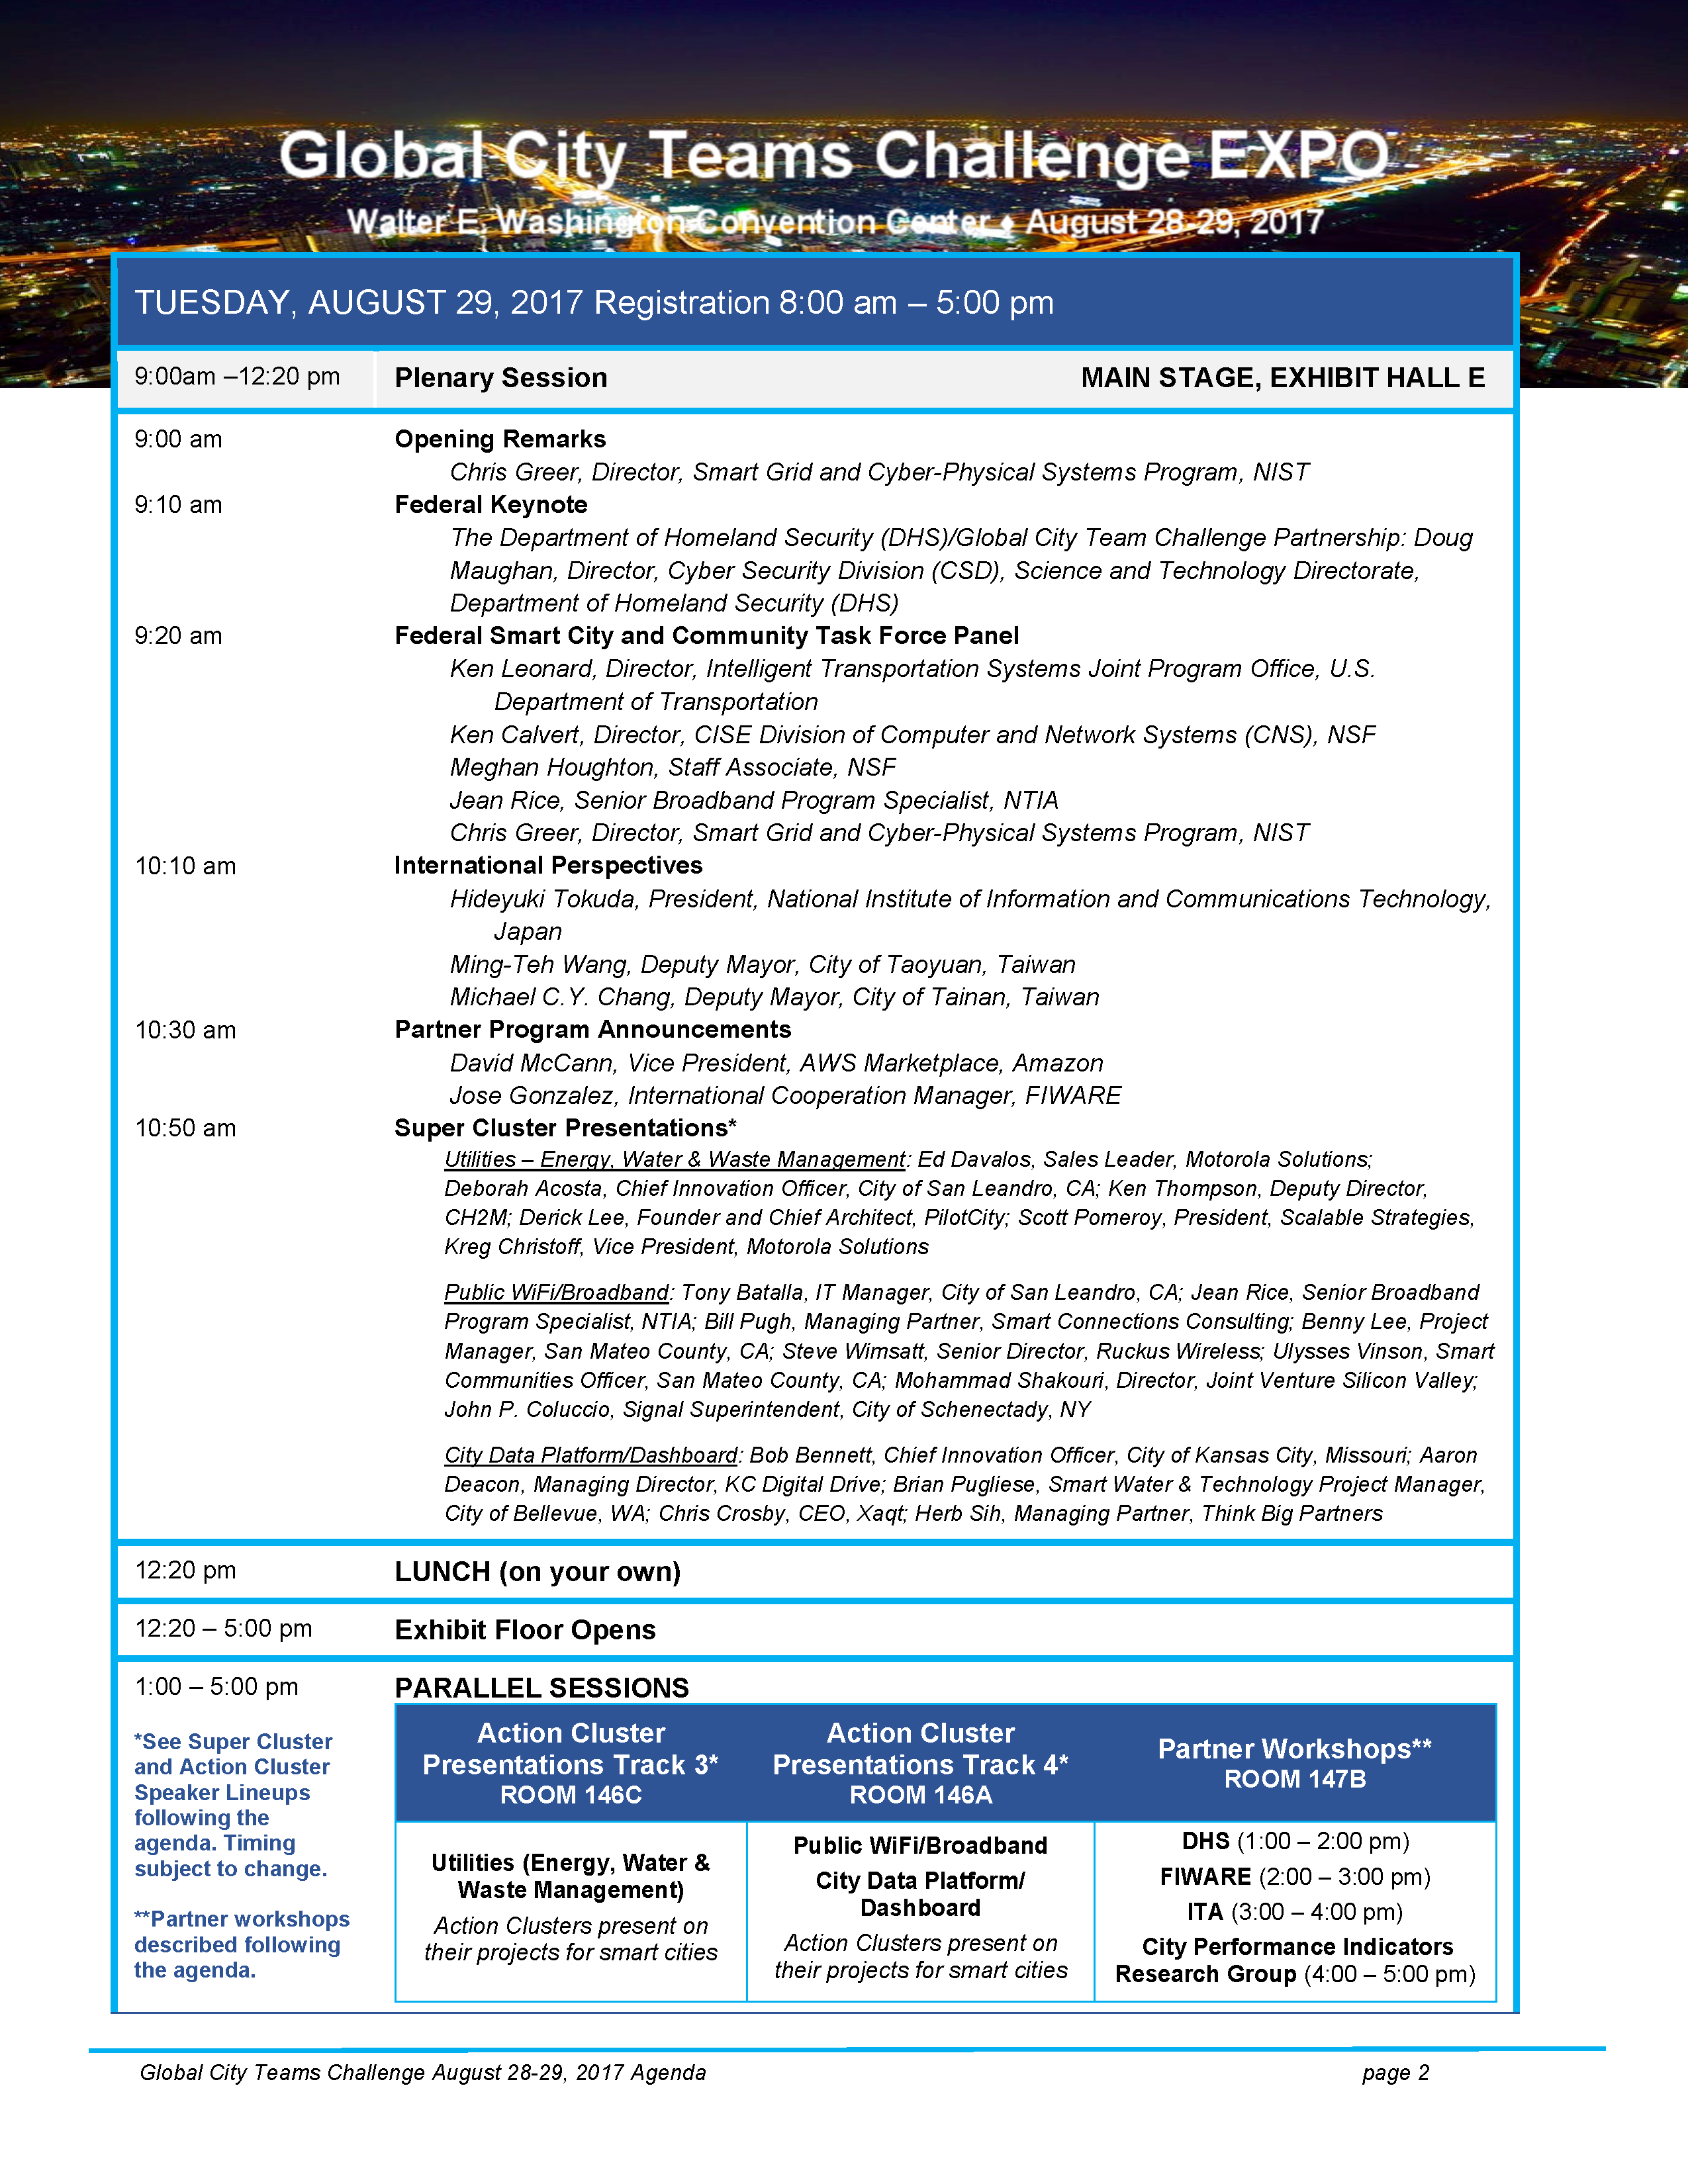 Global City Teams Challenge EXPO
Walter E. Washington Convention Center ♦ August 28-29, 2017
TUESDAY, AUGUST 29, 2017 Registration 8:00 am – 5:00 pm
9:00am –12:20 pm Plenary Session MAIN STAGE, EXHIBIT HALL E
9:00 am Opening Remarks
Chris Greer, Director, Smart Grid and Cyber-Physical Systems Program, NIST
9:10 am Federal Keynote
The Department of Homeland Security (DHS)/Global City Team Challenge Partnership: Doug
Maughan, Director, Cyber Security Division (CSD), Science and Technology Directorate,
Department of Homeland Security (DHS)
9:20 am Federal Smart City and Community Task Force Panel
Ken Leonard, Director, Intelligent Transportation Systems Joint Program Office, U.S.
Department of Transportation
Ken Calvert, Director, CISE Division of Computer and Network Systems (CNS), NSF
Meghan Houghton, Staff Associate, NSF
Jean Rice, Senior Broadband Program Specialist, NTIA
Chris Greer, Director, Smart Grid and Cyber-Physical Systems Program, NIST
10:10 am International Perspectives
Hideyuki Tokuda, President, National Institute of Information and Communications Technology,
Japan
Ming-Teh Wang, Deputy Mayor, City of Taoyuan, Taiwan
Michael C.Y. Chang, Deputy Mayor, City of Tainan, Taiwan
10:30 am Partner Program Announcements
David McCann, Vice President, AWS Marketplace, Amazon
Jose Gonzalez, International Cooperation Manager, FIWARE
10:50 am Super Cluster Presentations*
Utilities – Energy, Water & Waste Management: Ed Davalos, Sales Leader, Motorola Solutions;
Deborah Acosta, Chief Innovation Officer, City of San Leandro, CA; Ken Thompson, Deputy Director,
CH2M; Derick Lee, Founder and Chief Architect, PilotCity; Scott Pomeroy, President, Scalable Strategies,
Kreg Christoff, Vice President, Motorola Solutions
Public WiFi/Broadband: Tony Batalla, IT Manager, City of San Leandro, CA; Jean Rice, Senior Broadband
Program Specialist, NTIA; Bill Pugh, Managing Partner, Smart Connections Consulting; Benny Lee, Project
Manager, San Mateo County, CA; Steve Wimsatt, Senior Director, Ruckus Wireless; Ulysses Vinson, Smart
Communities Officer, San Mateo County, CA; Mohammad Shakouri, Director, Joint Venture Silicon Valley;
John P. Coluccio, Signal Superintendent, City of Schenectady, NY
City Data Platform/Dashboard: Bob Bennett, Chief Innovation Officer, City of Kansas City, Missouri; Aaron
Deacon, Managing Director, KC Digital Drive; Brian Pugliese, Smart Water & Technology Project Manager,
City of Bellevue, WA; Chris Crosby, CEO, Xaqt; Herb Sih, Managing Partner, Think Big Partners
12:20 pm LUNCH (on your own)
12:20 – 5:00 pm Exhibit Floor Opens
1:00 – 5:00 pm PARALLEL SESSIONS
*See Super Cluster
and Action Cluster
Speaker Lineups
following the
agenda. Timing
subject to change.
**Partner workshops
described following
the agenda.
Action Cluster
Presentations Track 3*
ROOM 146C
Action Cluster
Presentations Track 4*
ROOM 146A
Partner Workshops**
ROOM 147B
Utilities (Energy, Water &
Waste Management)
Action Clusters present on
their projects for smart cities
Public WiFi/Broadband
City Data Platform/
Dashboard
Action Clusters present on
their projects for smart cities
DHS (1:00 – 2:00 pm)
FIWARE (2:00 – 3:00 pm)
ITA (3:00 – 4:00 pm)
City Performance Indicators
Research Group (4:00 – 5:00 pm)
Global City Teams Challenge August 28-29, 2017 Agenda page 2